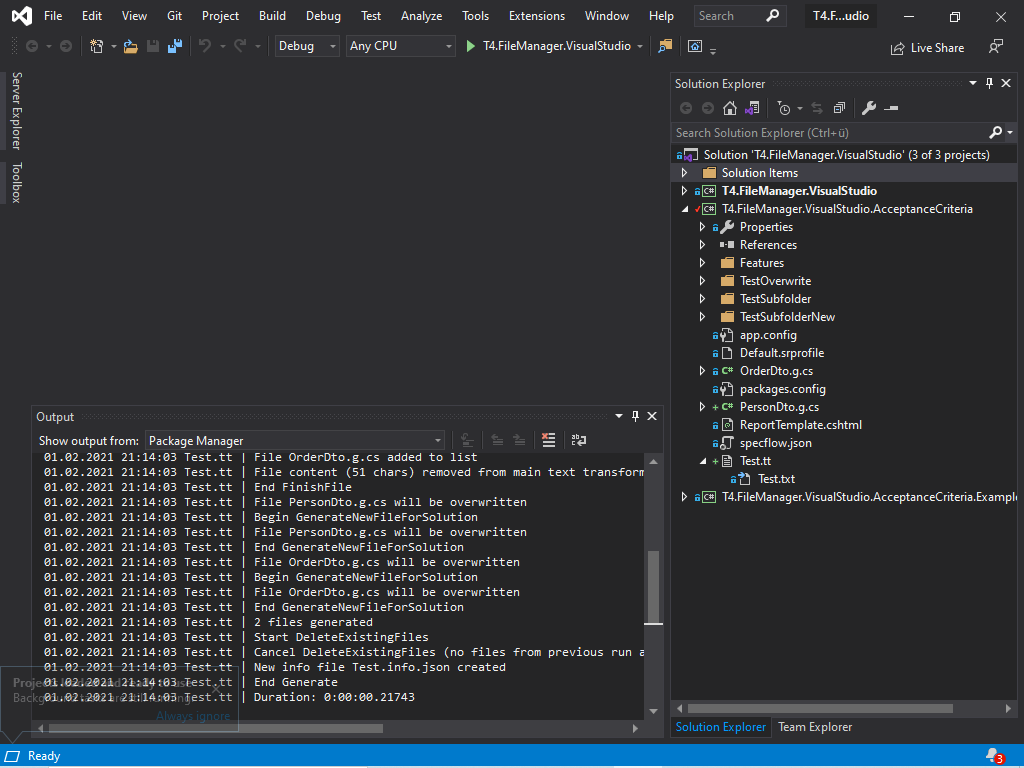 File Edit View Git Project Build Debug Test Analyze Tools Extensions Window Help Search T4.F...udio
Debug Any CPU T4.FileManager.VisualStudio Live Share
Server Explorer
Toolbox
Solution Explorer
Search Solution Explorer (Ctrl+ü)
Solution 'T4.FileManager.VisualStudio' (3 of 3 projects)
Solution Items
C# T4.FileManager.VisualStudio
C# T4.FileManager.VisualStudio.AcceptanceCriteria
Properties
References
Features
TestOverwrite
TestSubfolder
TestSubfolderNew
app.config
Default.srprofile
C# OrderDto.g.cs
packages.config
+ C# PersonDto.g.cs
ReportTemplate.cshtml
specflow.json
+ Test.tt
Test.txt
C# T4.FileManager.VisualStudio.AcceptanceCriteria.Example
Solution Explorer Team Explorer
Output
Show output from: Package Manager
01.02.2021 21:14:03 Test.tt | File OrderDto.g.cs added to list
01.02.2021 21:14:03 Test.tt | File content (51 chars) removed from main text transform
01.02.2021 21:14:03 Test.tt | End FinishFile
01.02.2021 21:14:03 Test.tt | File PersonDto.g.cs will be overwritten
01.02.2021 21:14:03 Test.tt | Begin GenerateNewFileForSolution
01.02.2021 21:14:03 Test.tt | File PersonDto.g.cs will be overwritten
01.02.2021 21:14:03 Test.tt | End GenerateNewFileForSolution
01.02.2021 21:14:03 Test.tt | File OrderDto.g.cs will be overwritten
01.02.2021 21:14:03 Test.tt | Begin GenerateNewFileForSolution
01.02.2021 21:14:03 Test.tt | File OrderDto.g.cs will be overwritten
01.02.2021 21:14:03 Test.tt | End GenerateNewFileForSolution
01.02.2021 21:14:03 Test.tt | 2 files generated
01.02.2021 21:14:03 Test.tt | Start DeleteExistingFiles
01.02.2021 21:14:03 Test.tt | Cancel DeleteExistingFiles (no files from previous run a
01.02.2021 21:14:03 Test.tt | New info file Test.info.json created
01.02.2021 21:14:03 Test.tt | End Generate
01.02.2021 21:14:03 Test.tt | Duration: 0:00:00.21743
Always ignore
Ready 3